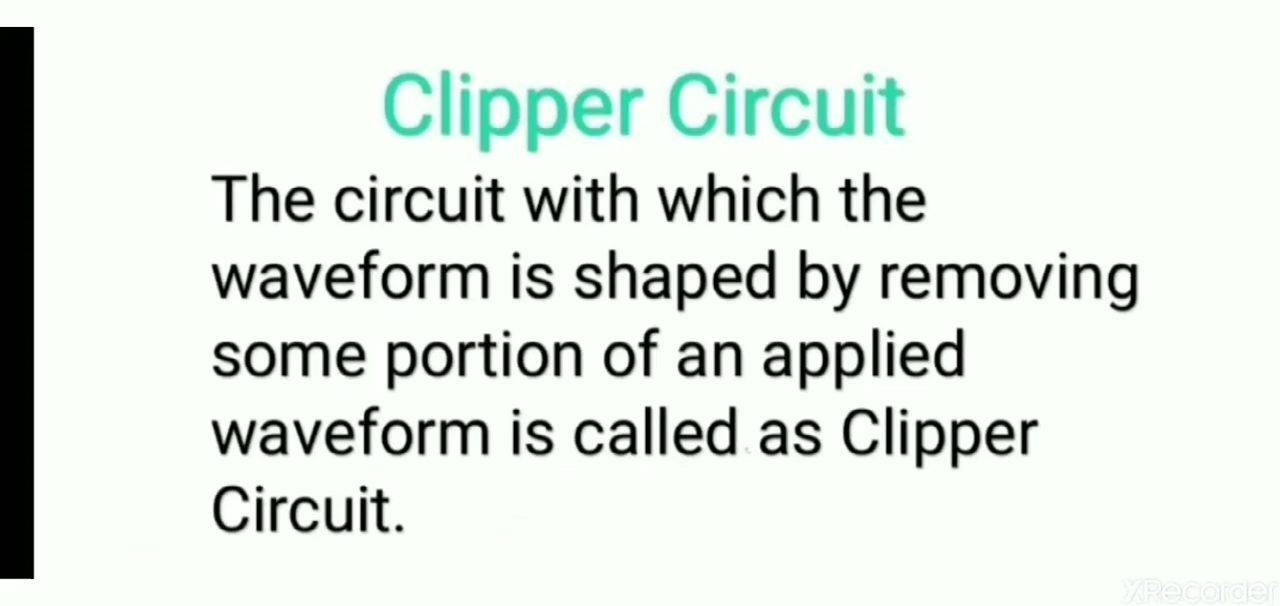 Clipper Circuit
The circuit with which the
waveform is shaped by removing
some portion of an applied
waveform is called as Clipper
Circuit.
XRecorder